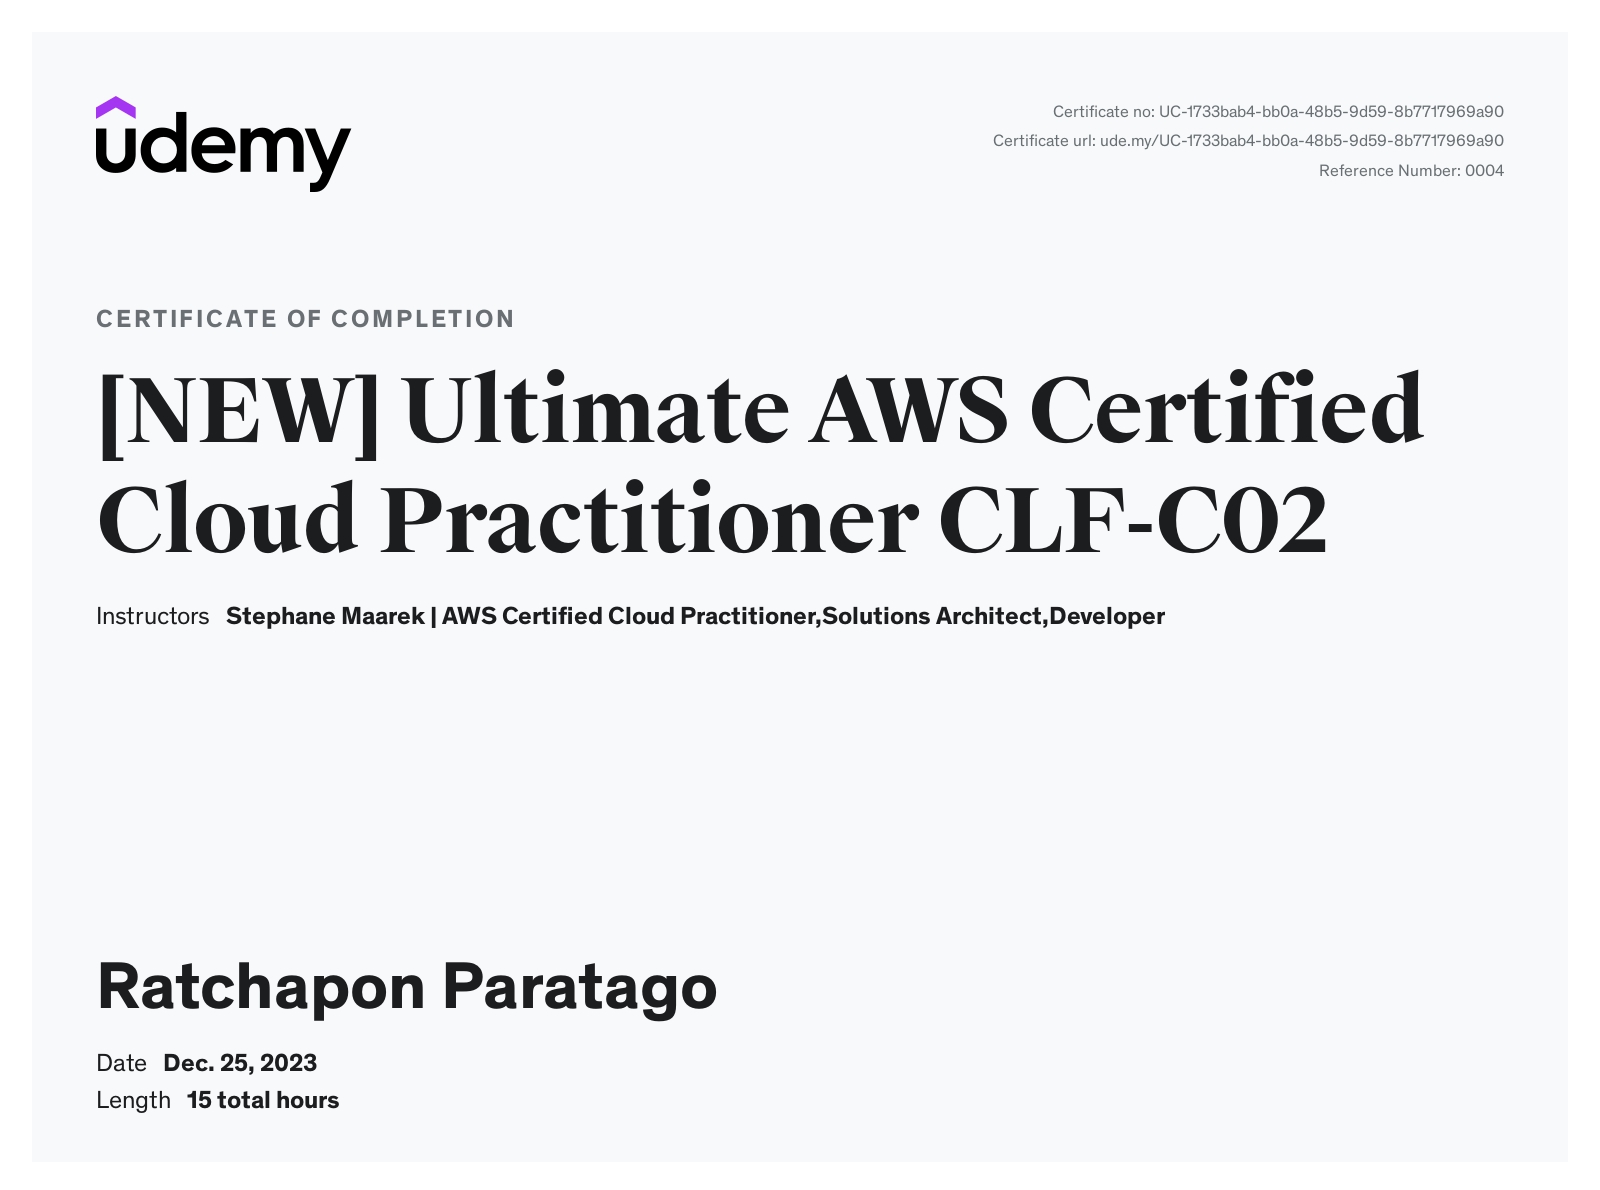 udemy
Certificate no: UC-1733bab4-bb0a-48b5-9d59-8b7717969a90
Certificate url: ude.my/UC-1733bab4-bb0a-48b5-9d59-8b7717969a90
Reference Number: 0004
CERTIFICATE OF COMPLETION
[NEW] Ultimate AWS Certified
Cloud Practitioner CLF-C02
Instructors Stephane Maarek | AWS Certified Cloud Practitioner,Solutions Architect,Developer
Ratchapon Paratago
Date Dec. 25, 2023
Length 15 total hours